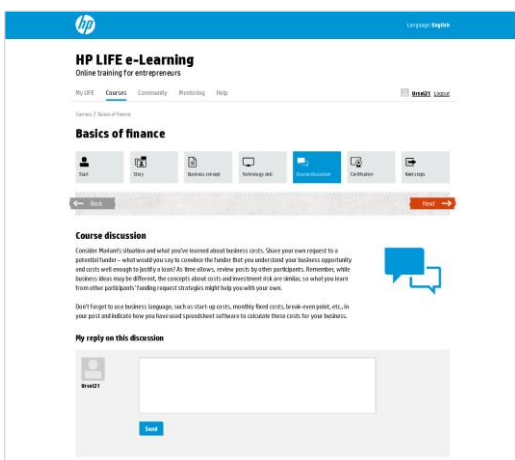 hp
Language: English
HP LIFE e-Learning
Online training for entrepreneurs
My LIFE Courses Community Mentoring Help
Ursel21 Logout
Courses / Basics of finance
Basics of finance
Start Story Business concept Technology skill Course discussion Certification Next steps
Back Next
Course discussion
Consider Mariam's situation and what you've learned about business costs. Share your own request to a
potential funder – what would you say to convince the funder that you understand your business opportunity
and costs well enough to justify a loan? As time allows, review posts by other participants. Remember, while
business ideas may be different, the concepts about costs and investment risk are similar, so what you learn
from other participants' funding request strategies might help you with your own.
Don't forget to use business language, such as start-up costs, monthly fixed costs, break-even point, etc., in
your post and indicate how you have used spreadsheet software to calculate these costs for your business.
My reply on this discussion
Ursel21
Send